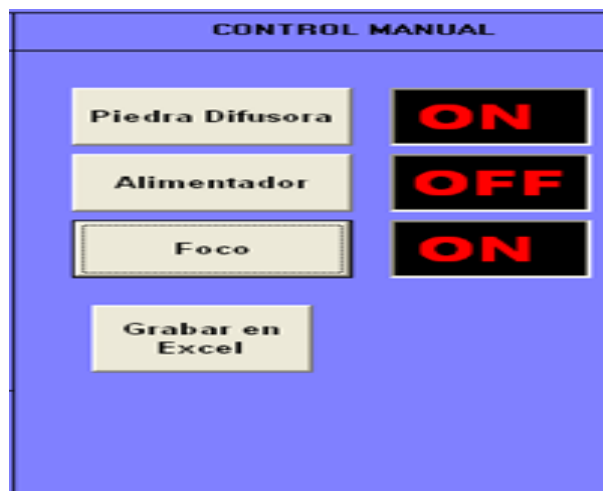 CONTROL MANUAL
Piedra Difusora ON
Alimentador OFF
Foco ON
Grabar en
Excel